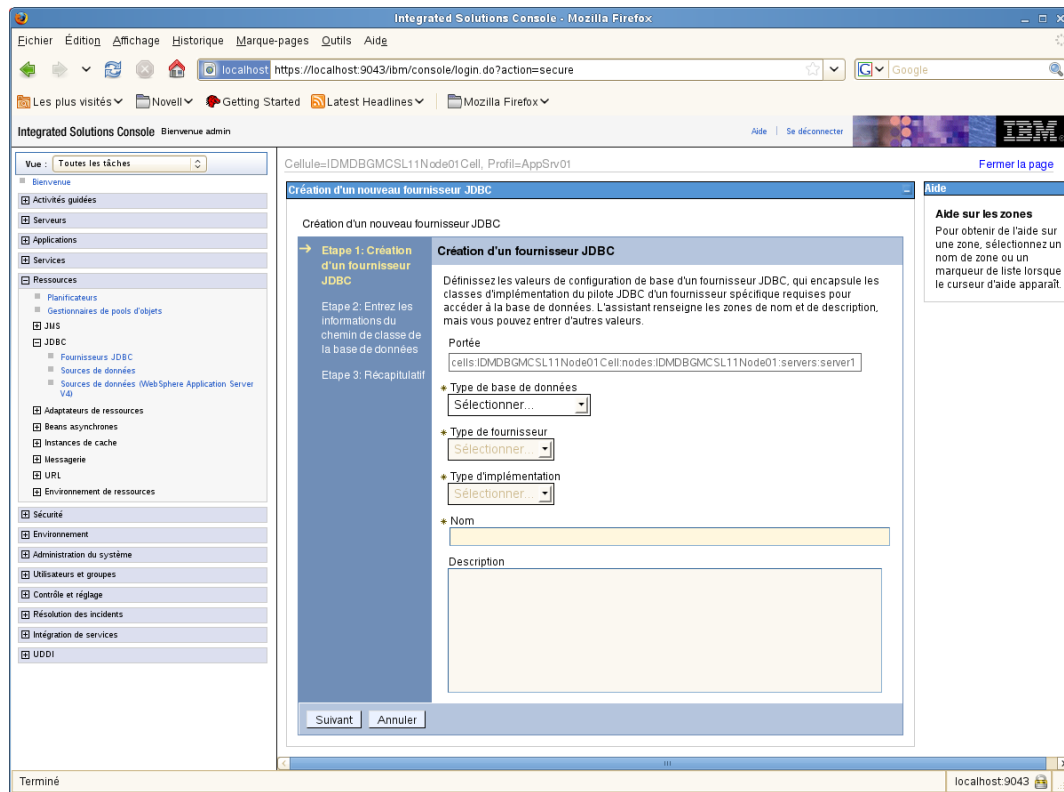 Integrated Solutions Console - Mozilla Firefox
Eichier Édition Affichage Historique Marque-pages Outils Aide
localhost https://localhost:9043/ibm/console/login.do?action=secure
G Google
Les plus visités Novell Getting Started Latest Headlines Mozilla Firefox
Integrated Solutions Console Bienvenue admin
Aide Se déconnecter
IBM.
Vue : Toutes les tâches
Bienvenue
Activités guidées
Serveurs
Applications
Services
Ressources
Planificateurs
Gestionnaires de pools d'objets
JMS
JDBC
Fournisseurs JDBC
Sources de données
Sources de données (WebSphere Application Server
V4)
Adaptateurs de ressources
Beans asynchrones
Instances de cache
Messagerie
URL
Environnement de ressources
Sécurité
Environnement
Administration du système
Utilisateurs et groupes
Contrôle et réglage
Résolution des incidents
Intégration de services
UDDI
Cellule=IDMDBGMCSL11Node01Cell, Profil=AppSrv01
Fermer la page
Création d'un nouveau fournisseur JDBC
Création d'un nouveau fournisseur JDBC
Etape 1: Création
d'un fournisseur
JDBC
Etape 2: Entrez les
informations du
chemin de classe de
la base de données
Etape 3: Récapitulatif
Création d'un fournisseur JDBC
Définissez les valeurs de configuration de base d'un fournisseur JDBC, qui encapsule les
classes d'implémentation du pilote JDBC d'un fournisseur spécifique requises pour
accéder à la base de données. L'assistant renseigne les zones de nom et de description,
mais vous pouvez entrer d'autres valeurs.
Portée
cells:IDMDBGMCSL11Node01Cell:nodes:IDMDBGMCSL11Node01:servers:server1
* Type de base de données
Sélectionner...
* Type de fournisseur
Sélectionner...
* Type d'implémentation
Sélectionner...
* Nom
Description
Suivant Annuler
Aide
Aide sur les zones
Pour obtenir de l'aide sur
une zone, sélectionnez un
nom de zone ou un
marqueur de liste lorsque
le curseur d'aide apparaît.
Terminé
localhost:9043